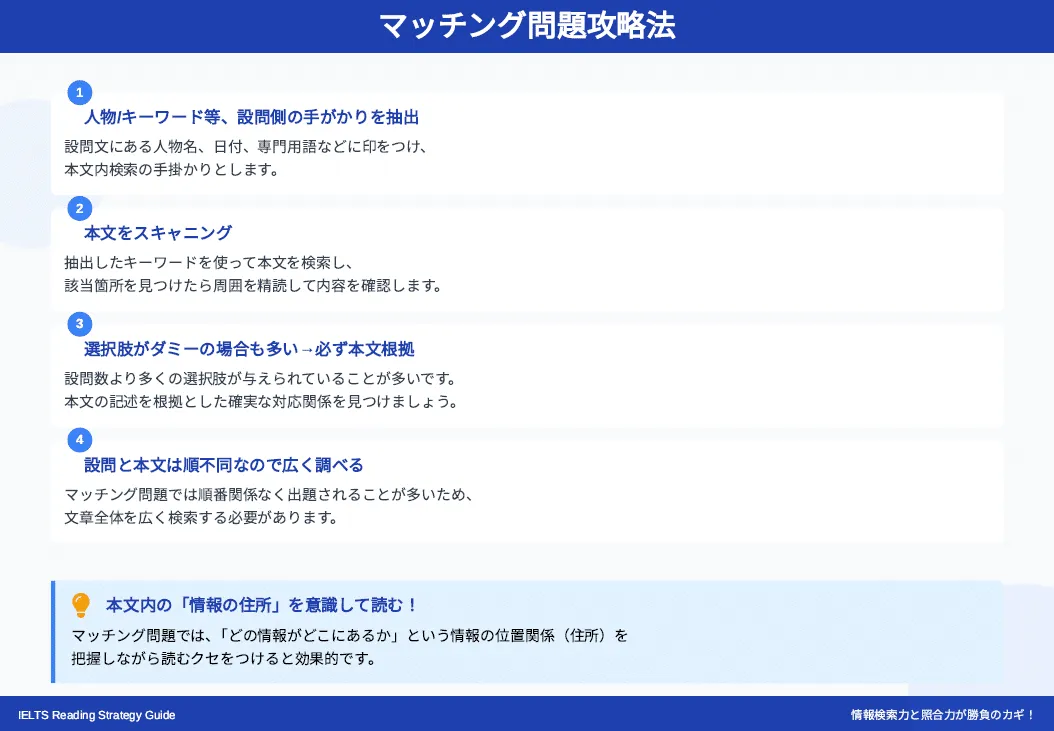 マッチング問題攻略法
1
人物/キーワード等、設問側の手がかりを抽出
設問文にある人物名、日付、専門用語などに印をつけ、
本文内検索の手掛かりとします。
2
本文をスキャニング
抽出したキーワードを使って本文を検索し、
該当箇所を見つけたら周囲を精読して内容を確認します。
3
選択肢がダミーの場合も多い→必ず本文根拠
設問数より多くの選択肢が与えられていることが多いです。
本文の記述を根拠とした確実な対応関係を見つけましょう。
4
設問と本文は順不同なので広く調べる
マッチング問題では順番関係なく出題されることが多いため、
文章全体を広く検索する必要があります。
本文内の「情報の住所」を意識して読む！
マッチング問題では、「どの情報がどこにあるか」という情報の位置関係（住所）を
把握しながら読むクセをつけると効果的です。
IELTS Reading Strategy Guide
情報検索力と照合力が勝負のカギ！